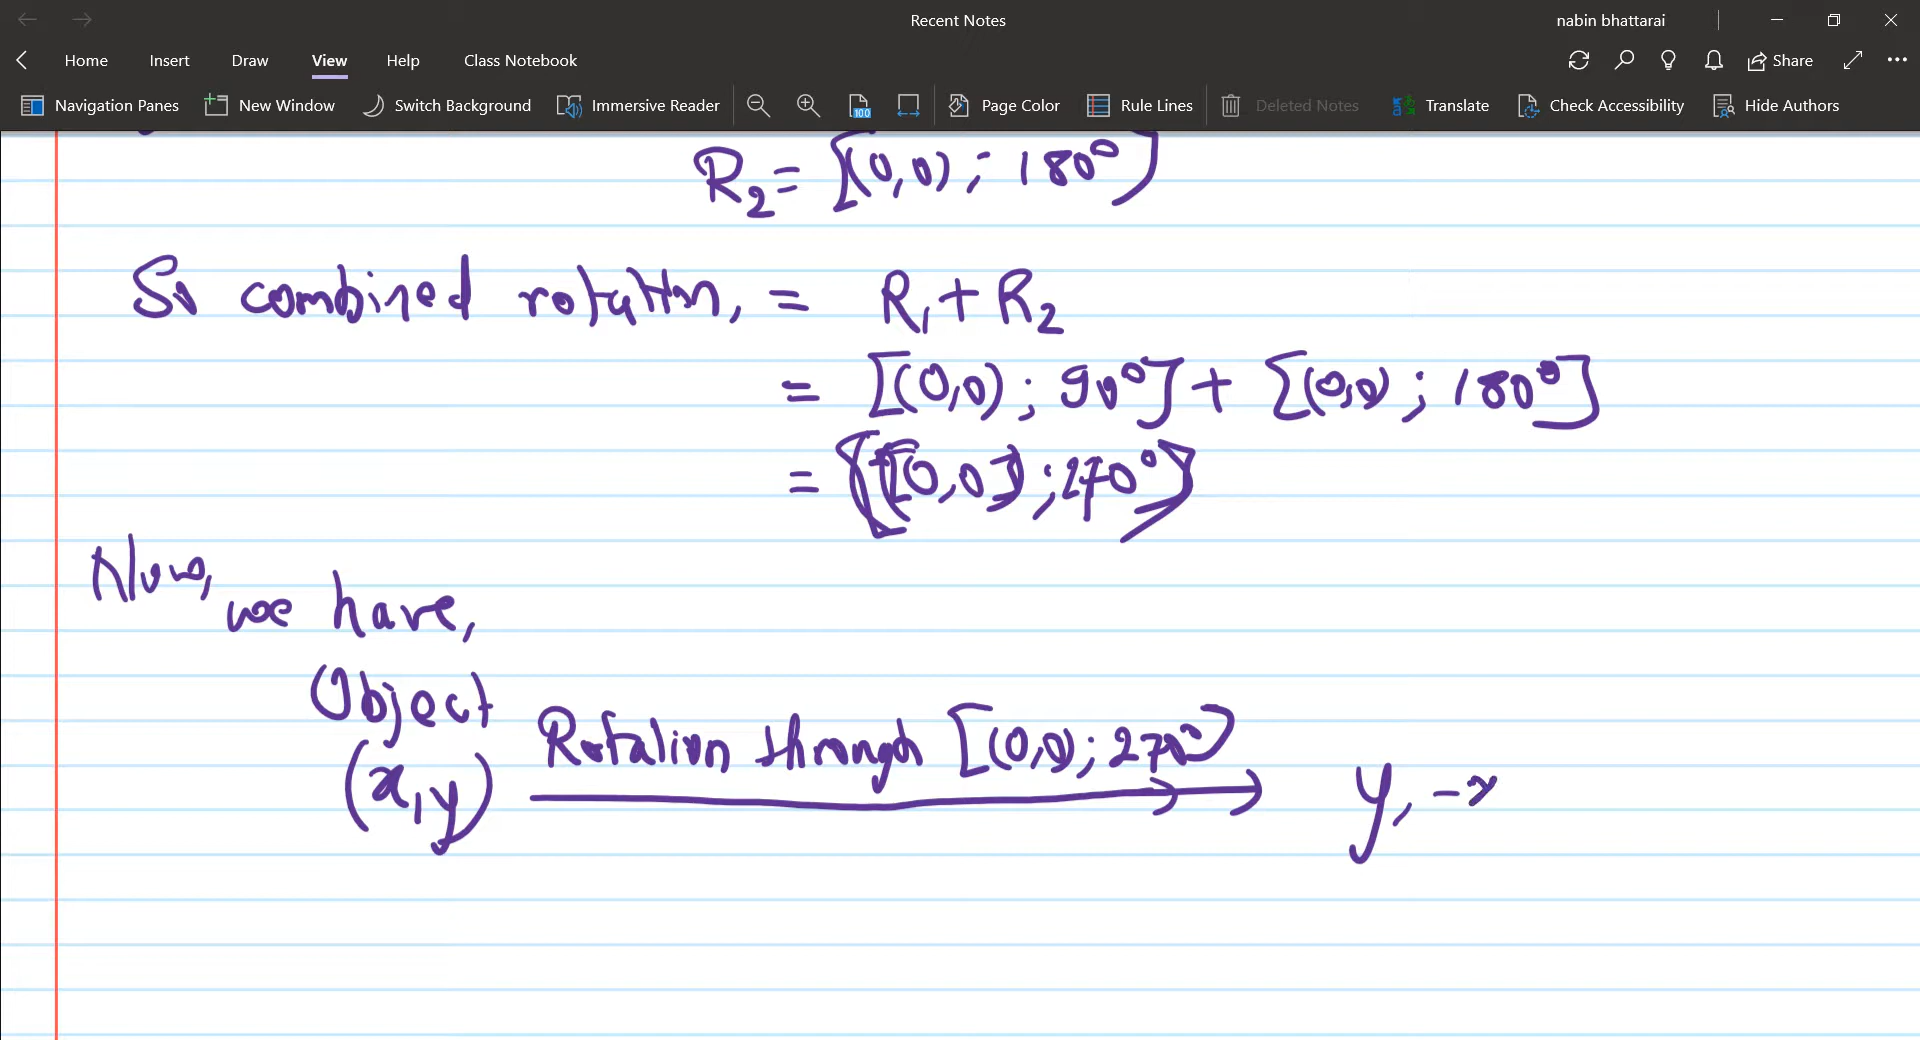 Recent Notes
nabin bhattarai
Home Insert Draw View Help Class Notebook
Share
Navigation Panes New Window Switch Background Immersive Reader 100 Page Color Rule Lines Deleted Notes Translate Check Accessibility Hide Authors
R₂ = [(0,0); 180°]
So combined rotation, = R₁ + R₂
= [(0,0); 90°] + [(0,0); 180°]
= [(0,0); 270°]
Now,
we have,
Object
Rotation through [(0,0); 270°]
(x,y) y, -x